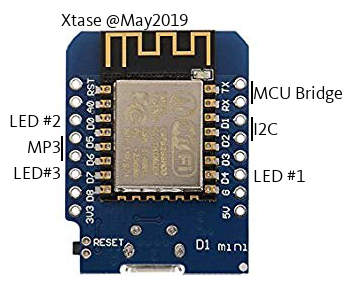 Xtase @May2019
RST
TX
MCU Bridge
A0
RX
LED #2
D0
D1
I2C
D5
D2
MP3
D6
D3
LED#3
D7
D4
LED #1
D8
G
3V3
5V
RESET
D1 mini